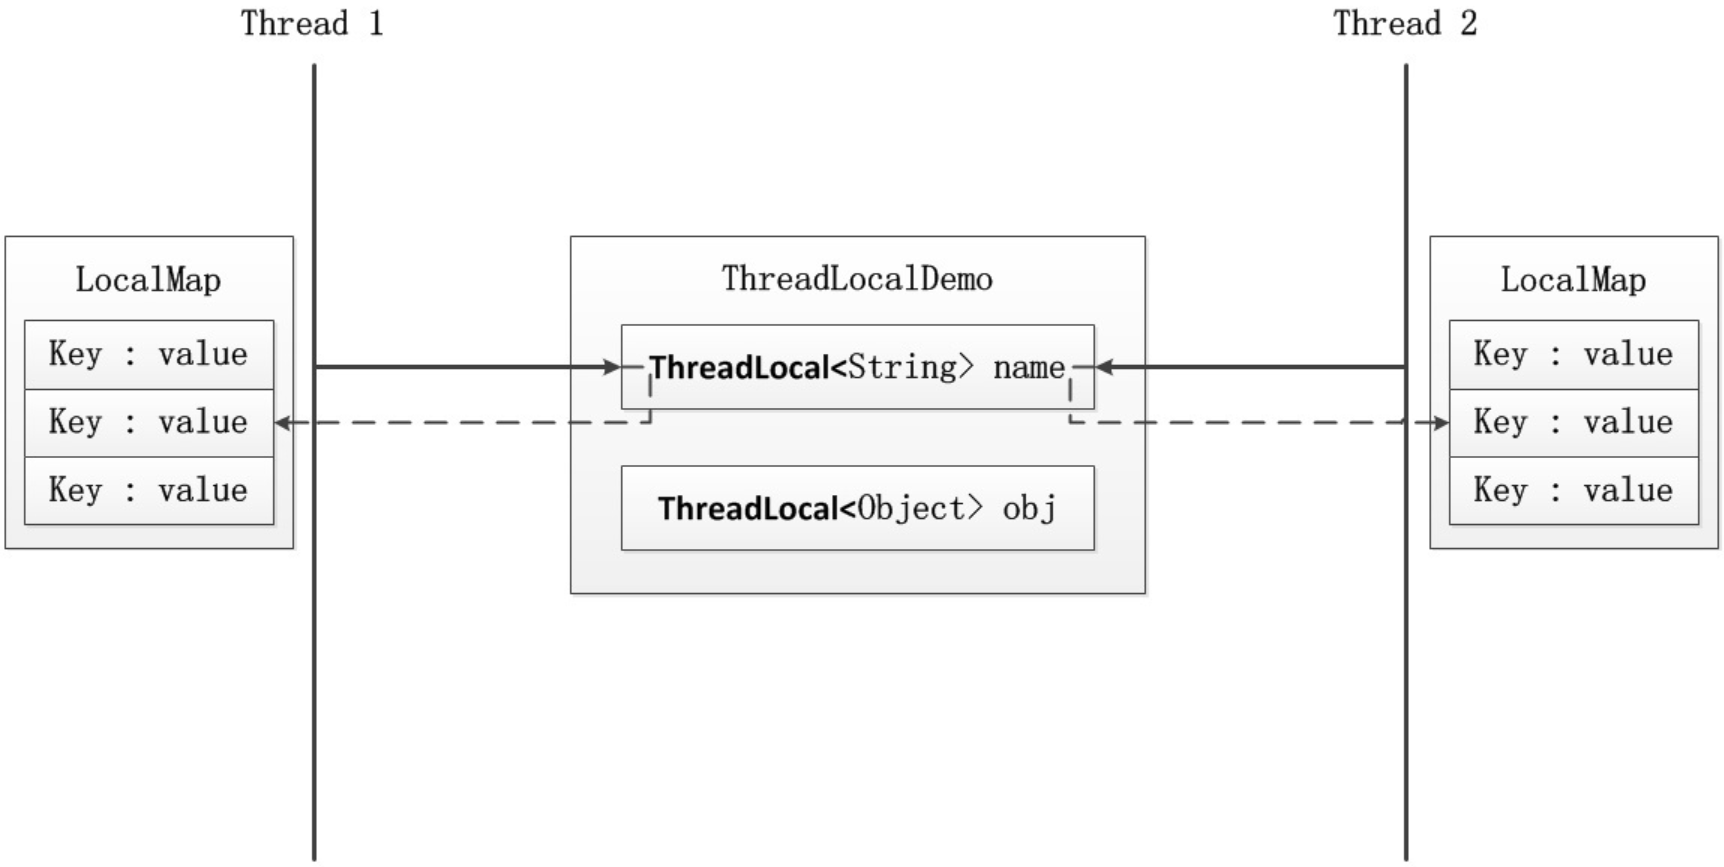 Thread 1
Thread 2
LocalMap
Key : value
Key : value
Key : value
ThreadLocalDemo
ThreadLocal<String> name
ThreadLocal<Object> obj
LocalMap
Key : value
Key : value
Key : value